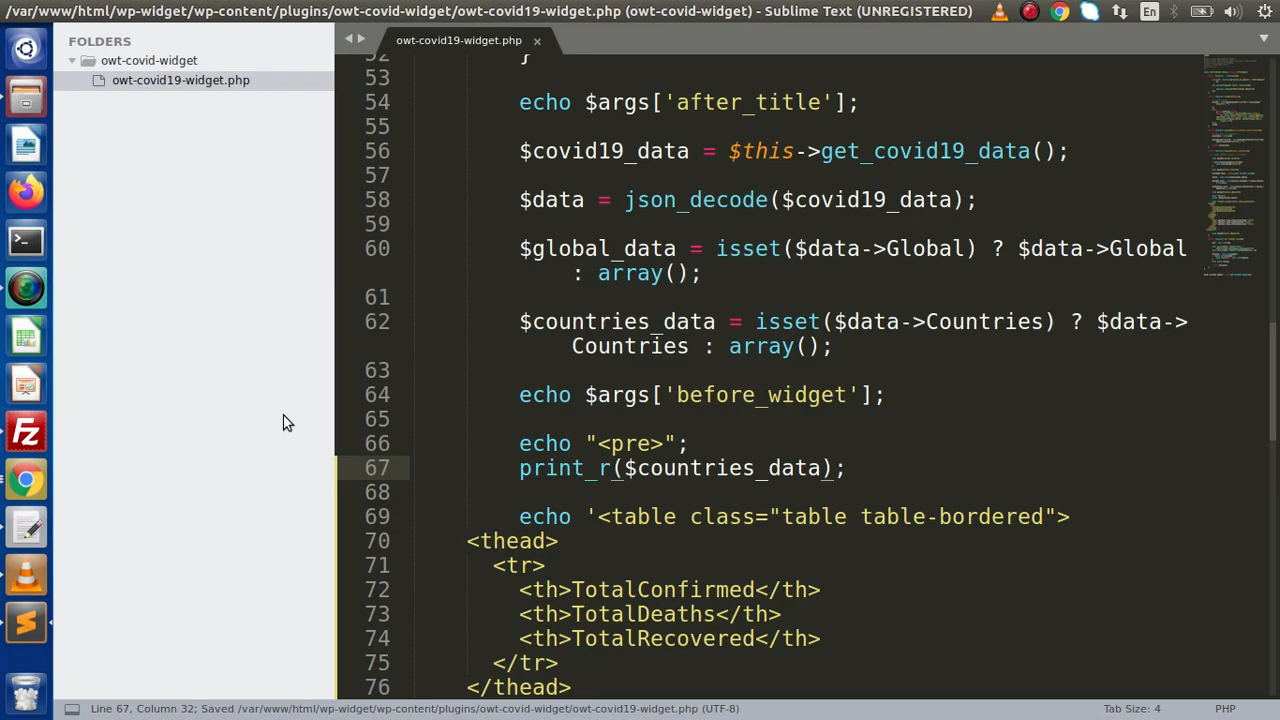 /var/www/html/wp-widget/wp-content/plugins/owt-covid-widget/owt-covid19-widget.php (owt-covid-widget) - Sublime Text (UNREGISTERED)
En
FOLDERS
owt-covid-widget
owt-covid19-widget.php
owt-covid19-widget.php
52 }
53
54 echo $args['after_title'];
55
56 $covid19_data = $this->get_covid19_data();
57
58 $data = json_decode($covid19_data);
59
60 $global_data = isset($data->Global) ? $data->Global
: array();
61
62 $countries_data = isset($data->Countries) ? $data->
Countries : array();
63
64 echo $args['before_widget'];
65
66 echo "<pre>";
67 print_r($countries_data);
68
69 echo '<table class="table table-bordered">
70 <thead>
71 <tr>
72 <th>TotalConfirmed</th>
73 <th>TotalDeaths</th>
74 <th>TotalRecovered</th>
75 </tr>
76 </thead>
Line 67, Column 32; Saved /var/www/html/wp-widget/wp-content/plugins/owt-covid-widget/owt-covid19-widget.php (UTF-8)
Tab Size: 4
PHP